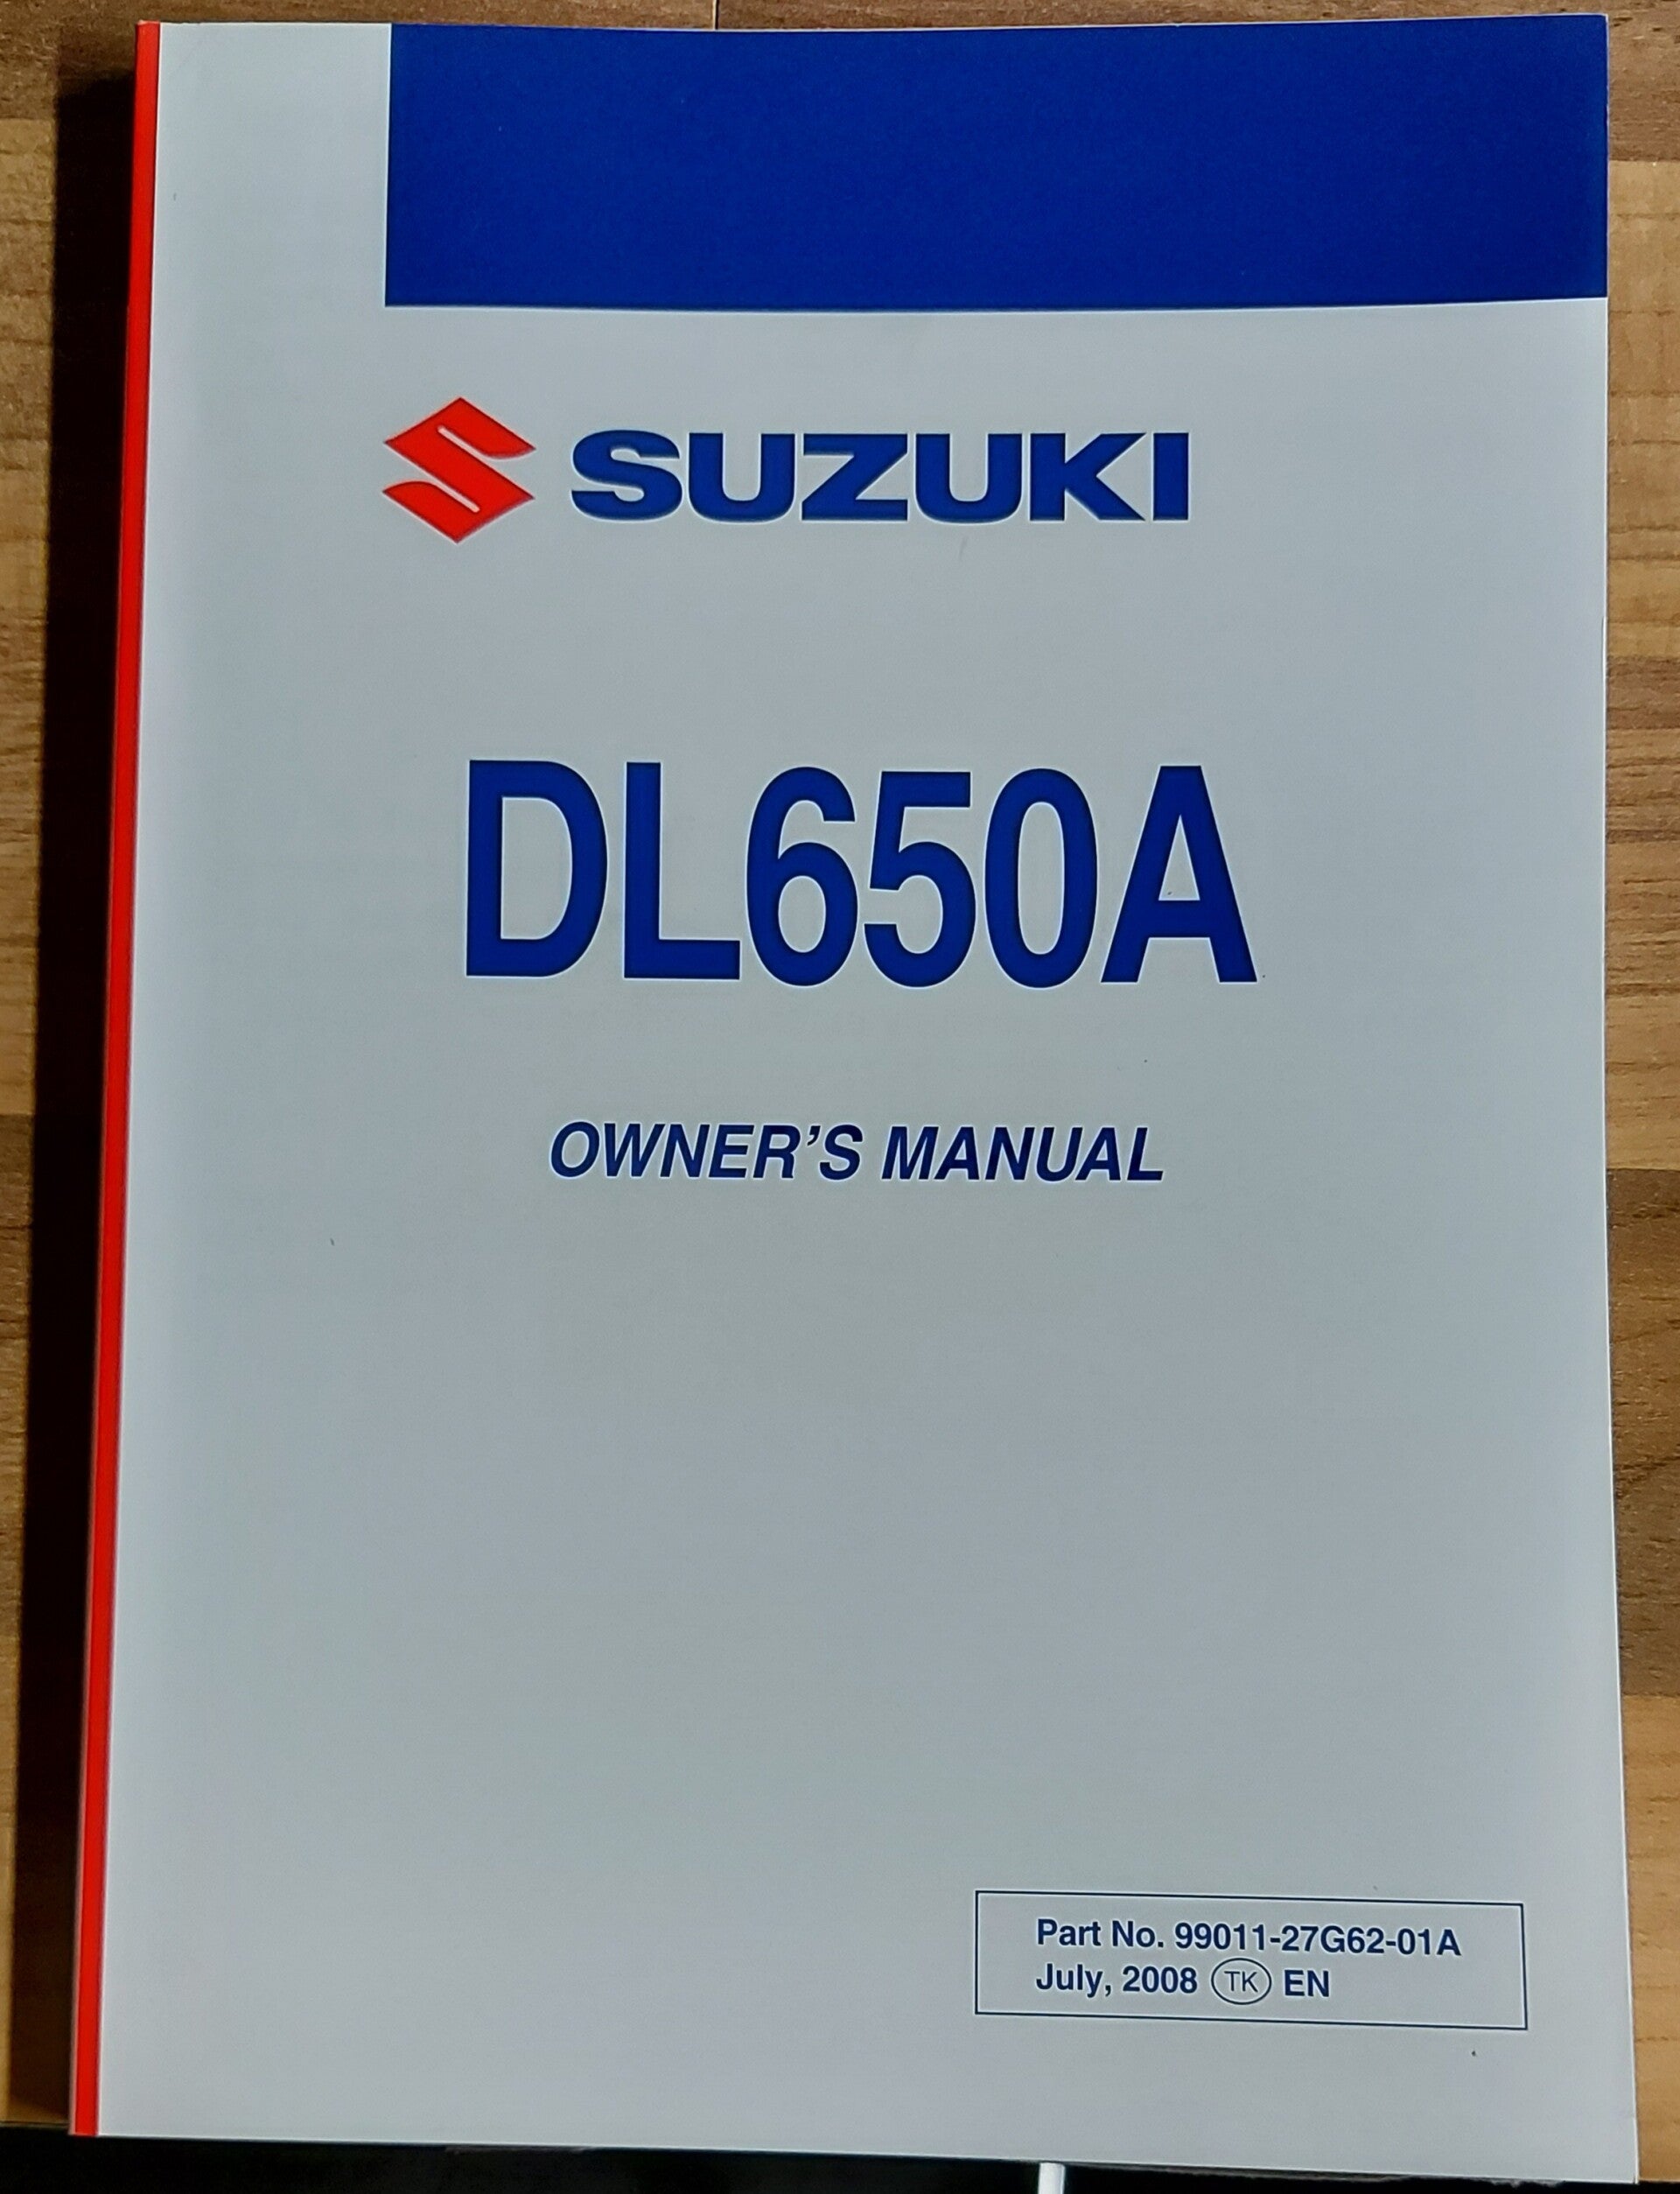 SUZUKI
DL650A
OWNER’S MANUAL
Part No. 99011-27G62-01A
July, 2008 TK EN